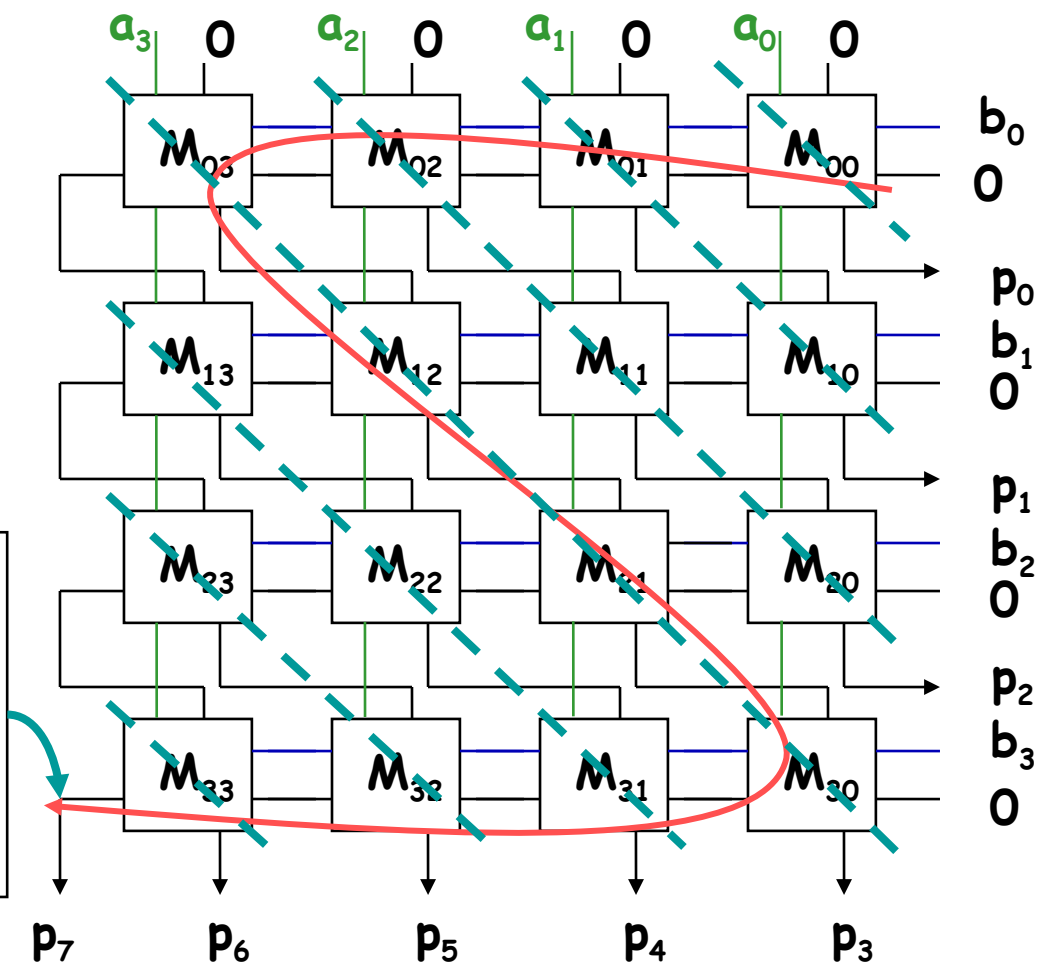 a₃ 0 a₂ 0 a₁ 0 a₀ 0
M₀₃ M₀₂ M₀₁ M₀₀ b₀
0
p₀
M₁₃ M₁₂ M₁₁ M₁₀ b₁
0
p₁
M₂₃ M₂₂ M₂₁ M₂₀ b₂
0
p₂
M₃₃ M₃₂ M₃₁ M₃₀ b₃
0
p₇ p₆ p₅ p₄ p₃